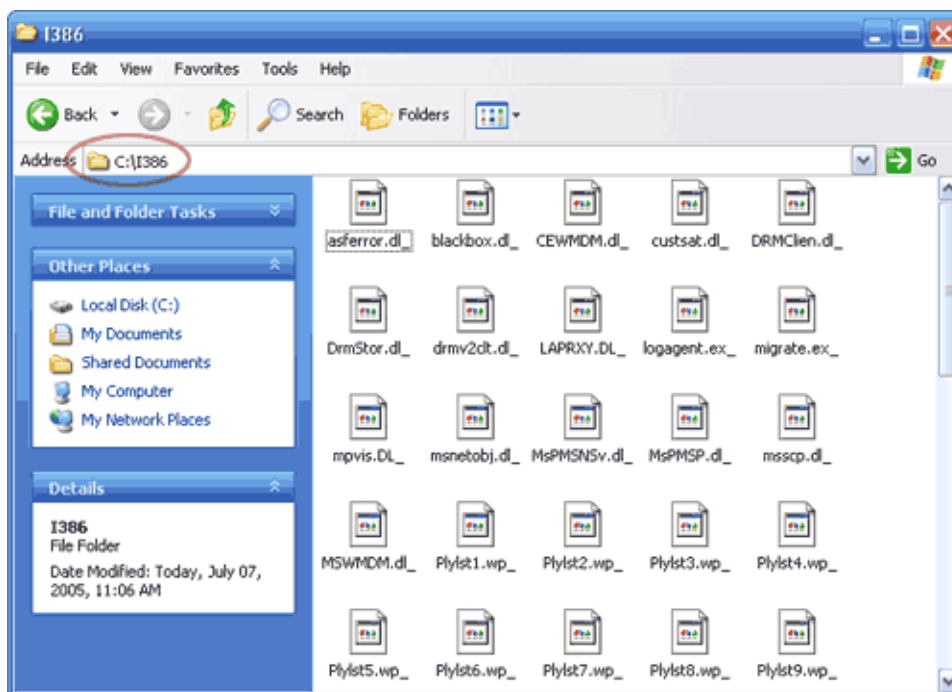 I386
File Edit View Favorites Tools Help
Back Search Folders
Address C:\I386 Go
File and Folder Tasks
Other Places
Local Disk (C:)
My Documents
Shared Documents
My Computer
My Network Places
Details
I386
File Folder
Date Modified: Today, July 07,
2005, 11:06 AM
asferror.dl_ blackbox.dl_ CEWMDM.dl_ custsat.dl_ DRMClien.dl_
DrmStor.dl_ drmv2clt.dl_ LAPRXY.DL_ logagent.ex_ migrate.ex_
mpvis.DL_ msnetobj.dl_ MsPMSNSv.dl_ MsPMSP.dl_ msscp.dl_
MSWMDM.dl_ Plylst1.wp_ Plylst2.wp_ Plylst3.wp_ Plylst4.wp_
Plylst5.wp_ Plylst6.wp_ Plylst7.wp_ Plylst8.wp_ Plylst9.wp_